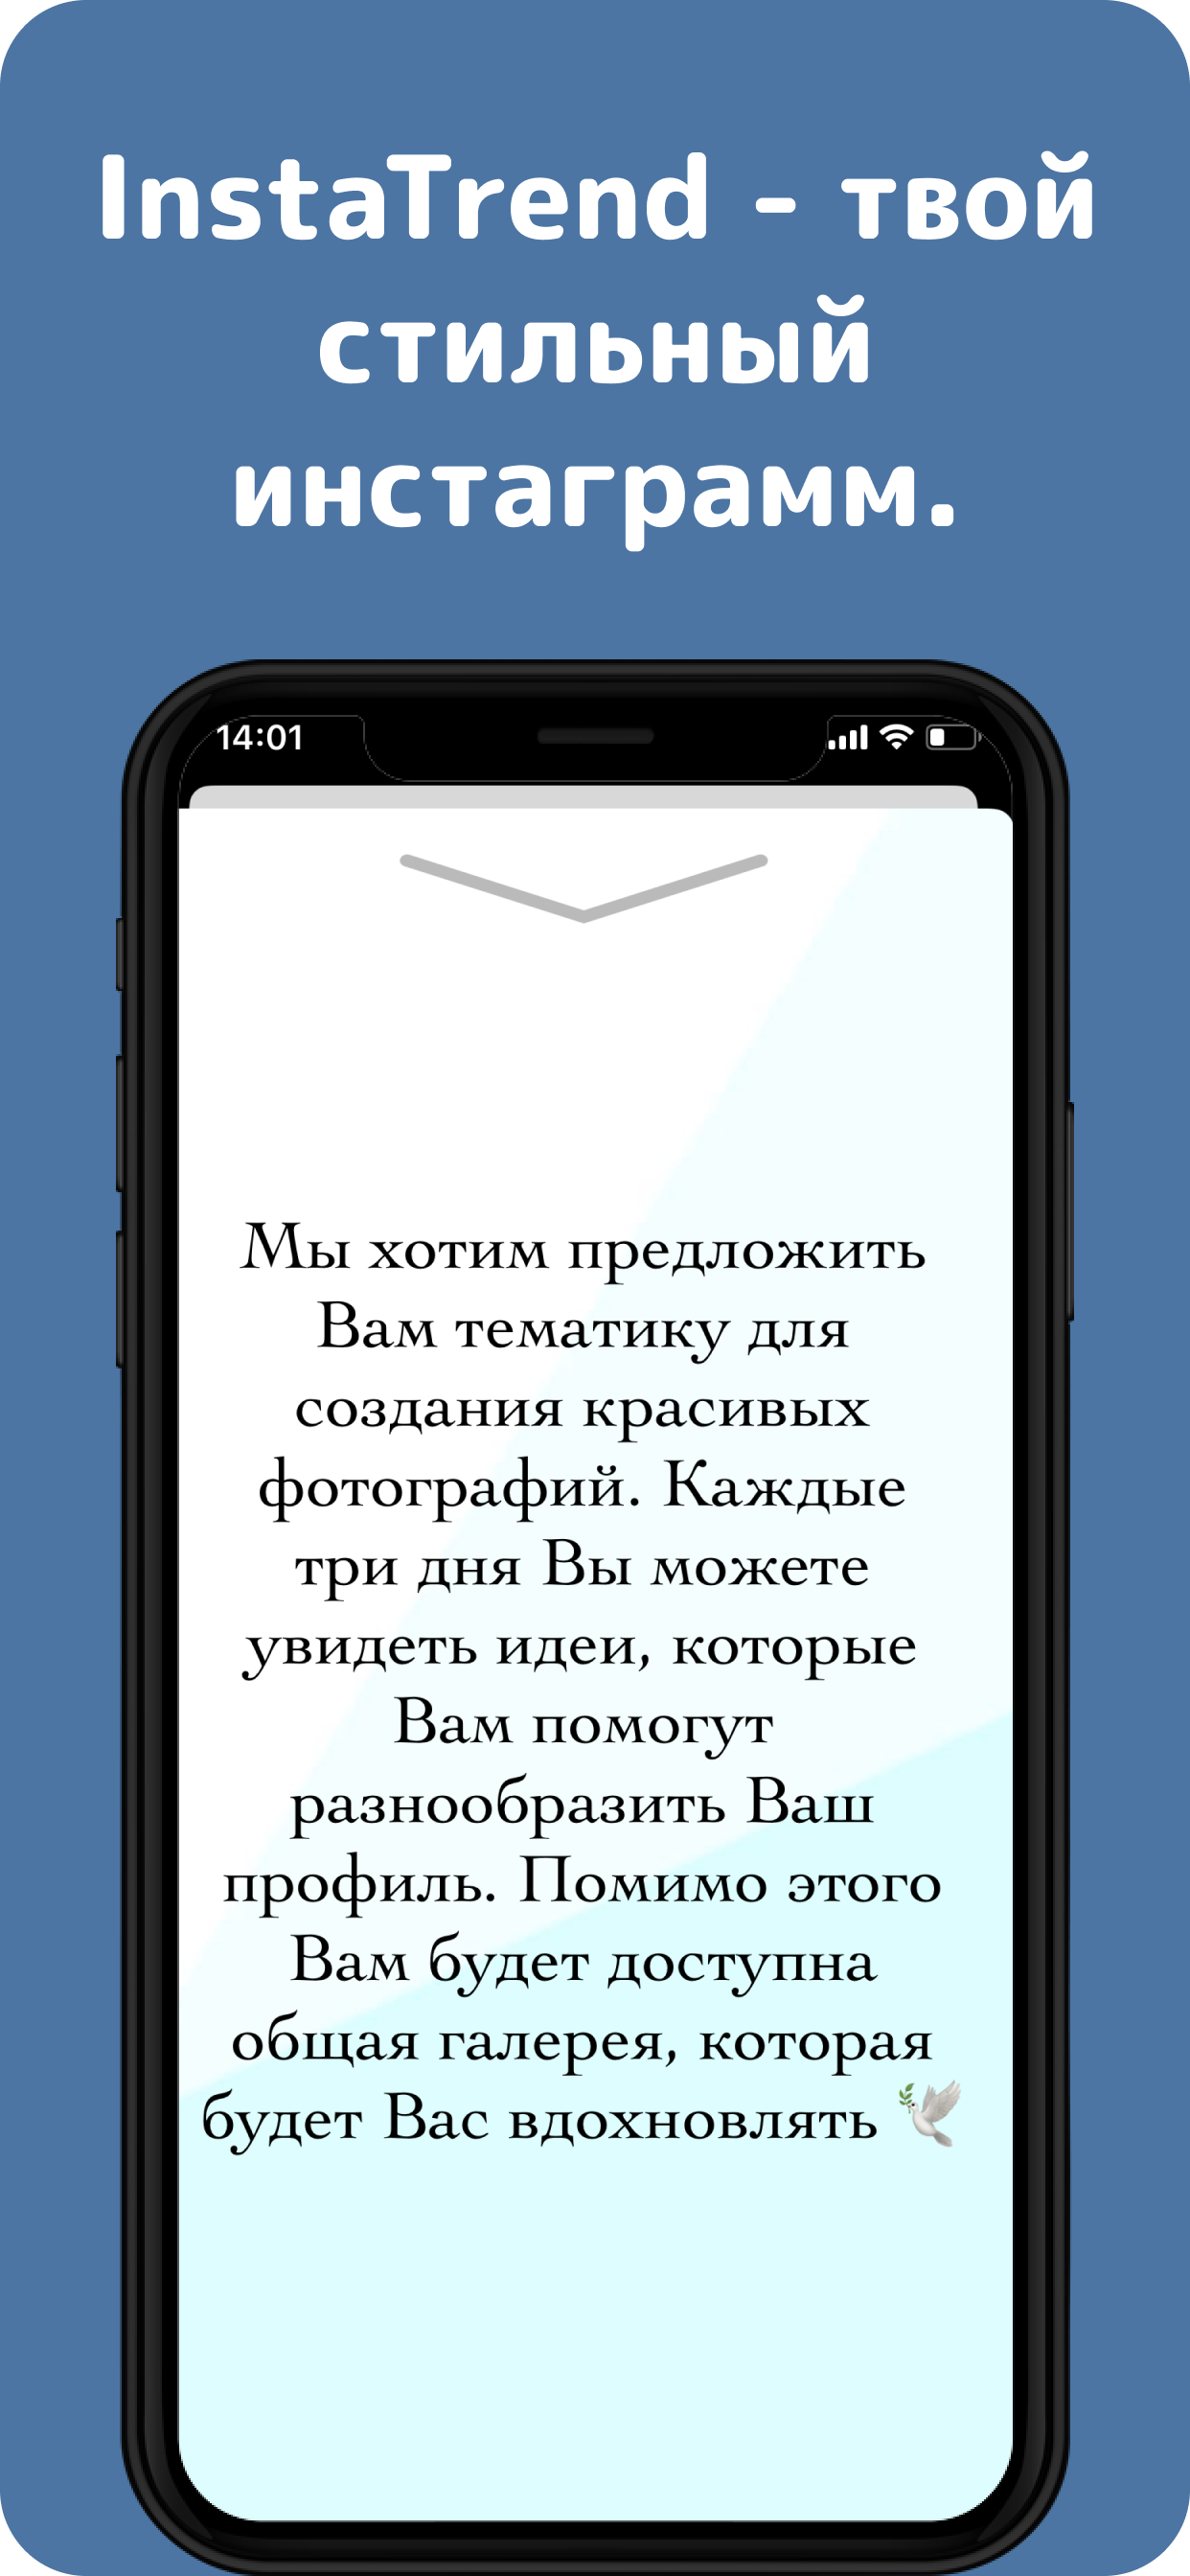 InstaTrend - твой
стильный
инстаграмм.
14:01
Мы хотим предложить
Вам тематику для
создания красивых
фотографий. Каждые
три дня Вы можете
увидеть идеи, которые
Вам помогут
разнообразить Ваш
профиль. Помимо этого
Вам будет доступна
общая галерея, которая
будет Вас вдохновлять 🕊